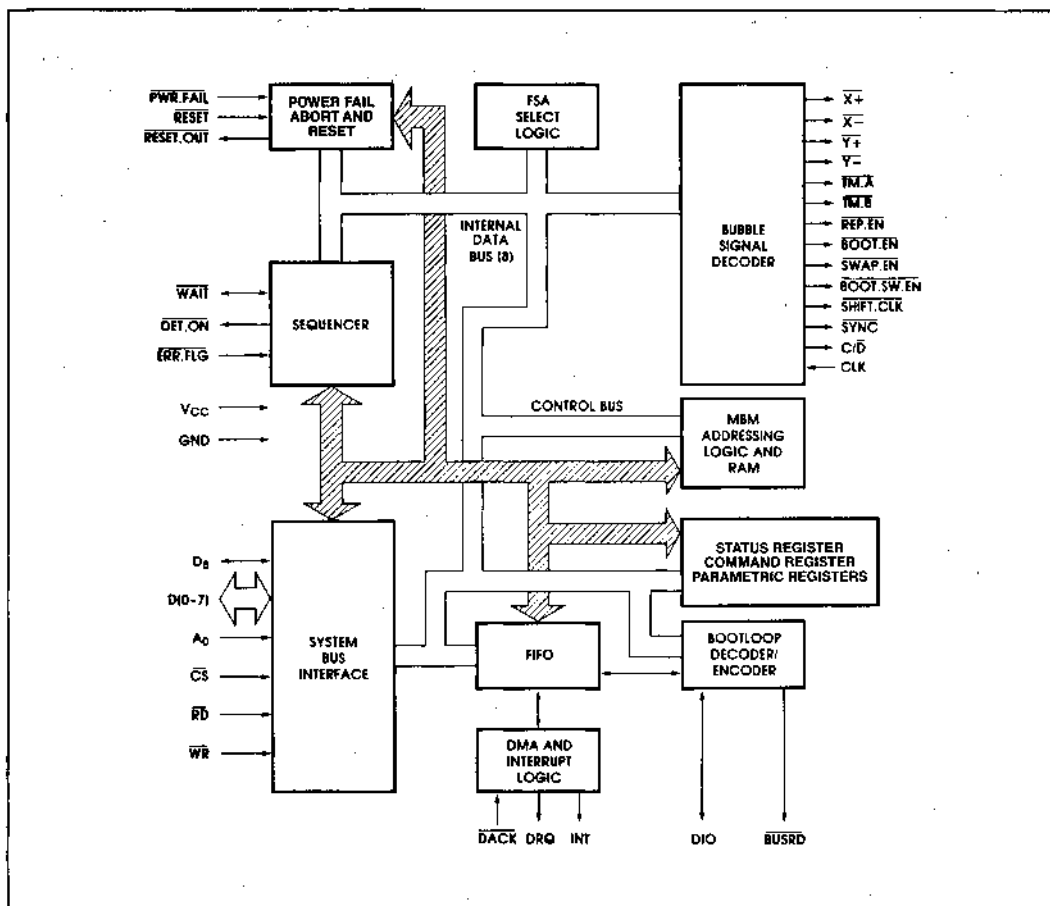 PWR.FAIL
RESET
RESET.OUT
POWER FAIL
ABORT AND
RESET
FSA
SELECT
LOGIC
X+
X−
Y+
Y−
TM.A
TM.B
REP.EN
BOOT.EN
SWAP.EN
BOOT.SW.EN
SHIFT.CLK
SYNC
C/D
CLK
BUBBLE
SIGNAL
DECODER
INTERNAL
DATA
BUS (8)
WAIT
DET.ON
ERR.FLG
SEQUENCER
VCC
GND
CONTROL BUS
MBM
ADDRESSING
LOGIC AND
RAM
STATUS REGISTER
COMMAND REGISTER
PARAMETRIC REGISTERS
D8
D(0-7)
A0
CS
RD
WR
SYSTEM
BUS
INTERFACE
FIFO
BOOTLOOP
DECODER/
ENCODER
DMA AND
INTERRUPT
LOGIC
DACK DRQ INT
DIO
BUSRD